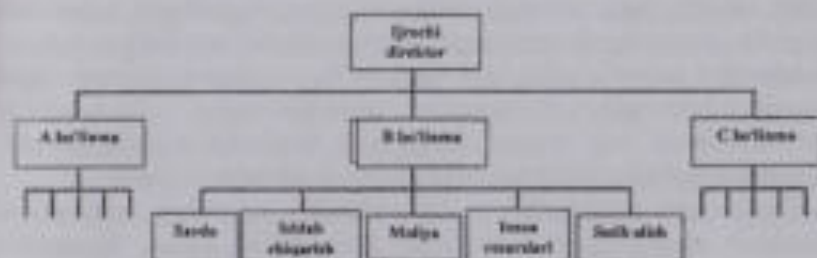 Ijrochi
direktor
A bo'linma
B bo'linma
C bo'linma
Savdo
Ishlab
chiqarish
Moliya
Inson
resurslari
Sotib olish